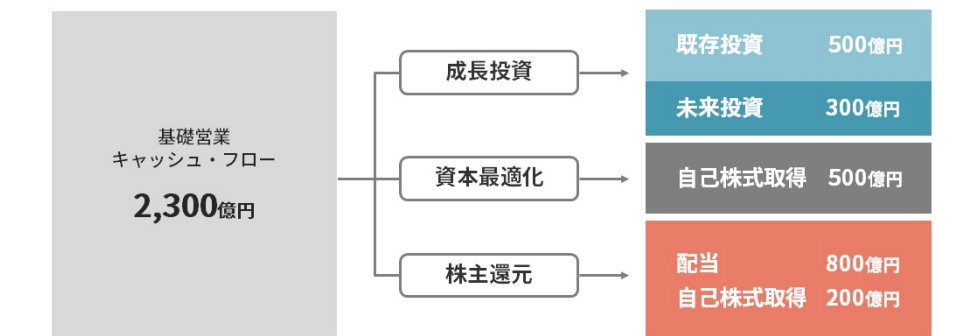 基礎営業
キャッシュ・フロー
2,300億円
成長投資
既存投資 500億円
未来投資 300億円
資本最適化
自己株式取得 500億円
株主還元
配当 800億円
自己株式取得 200億円